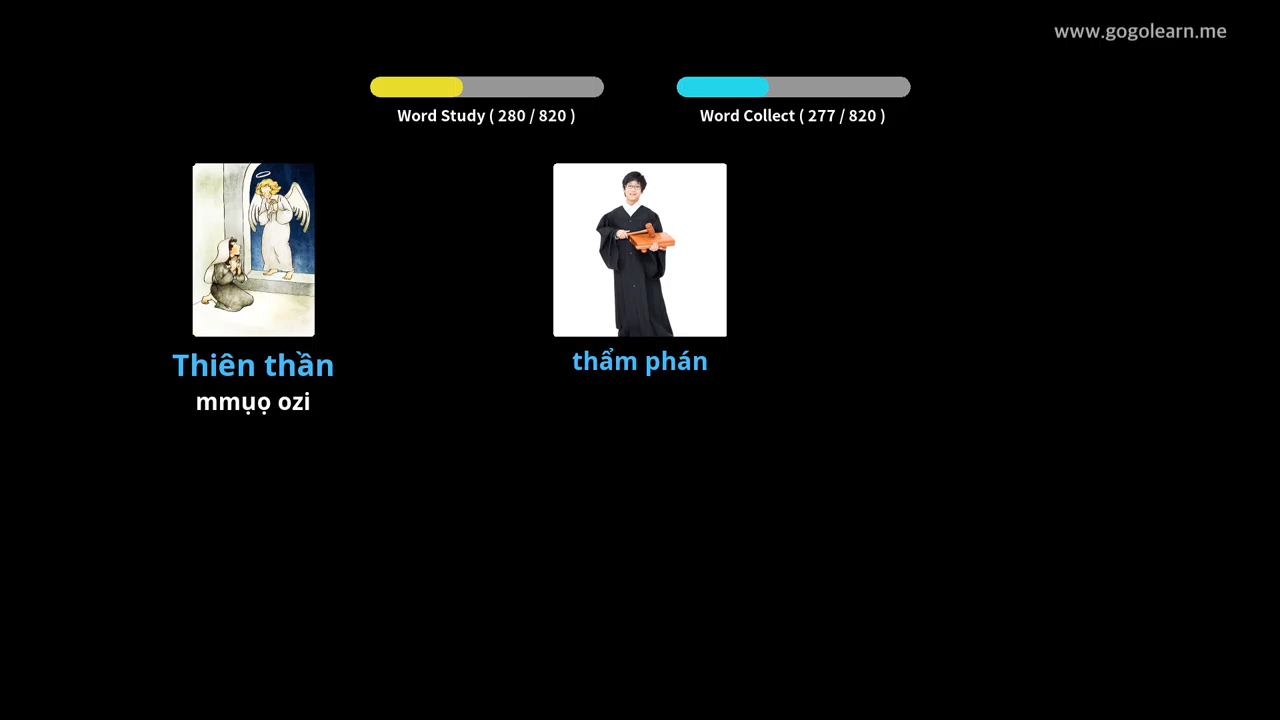 www.gogolearn.me
Word Study ( 280 / 820 )
Word Collect ( 277 / 820 )
Thiên thần
mmụọ ozi
thẩm phán